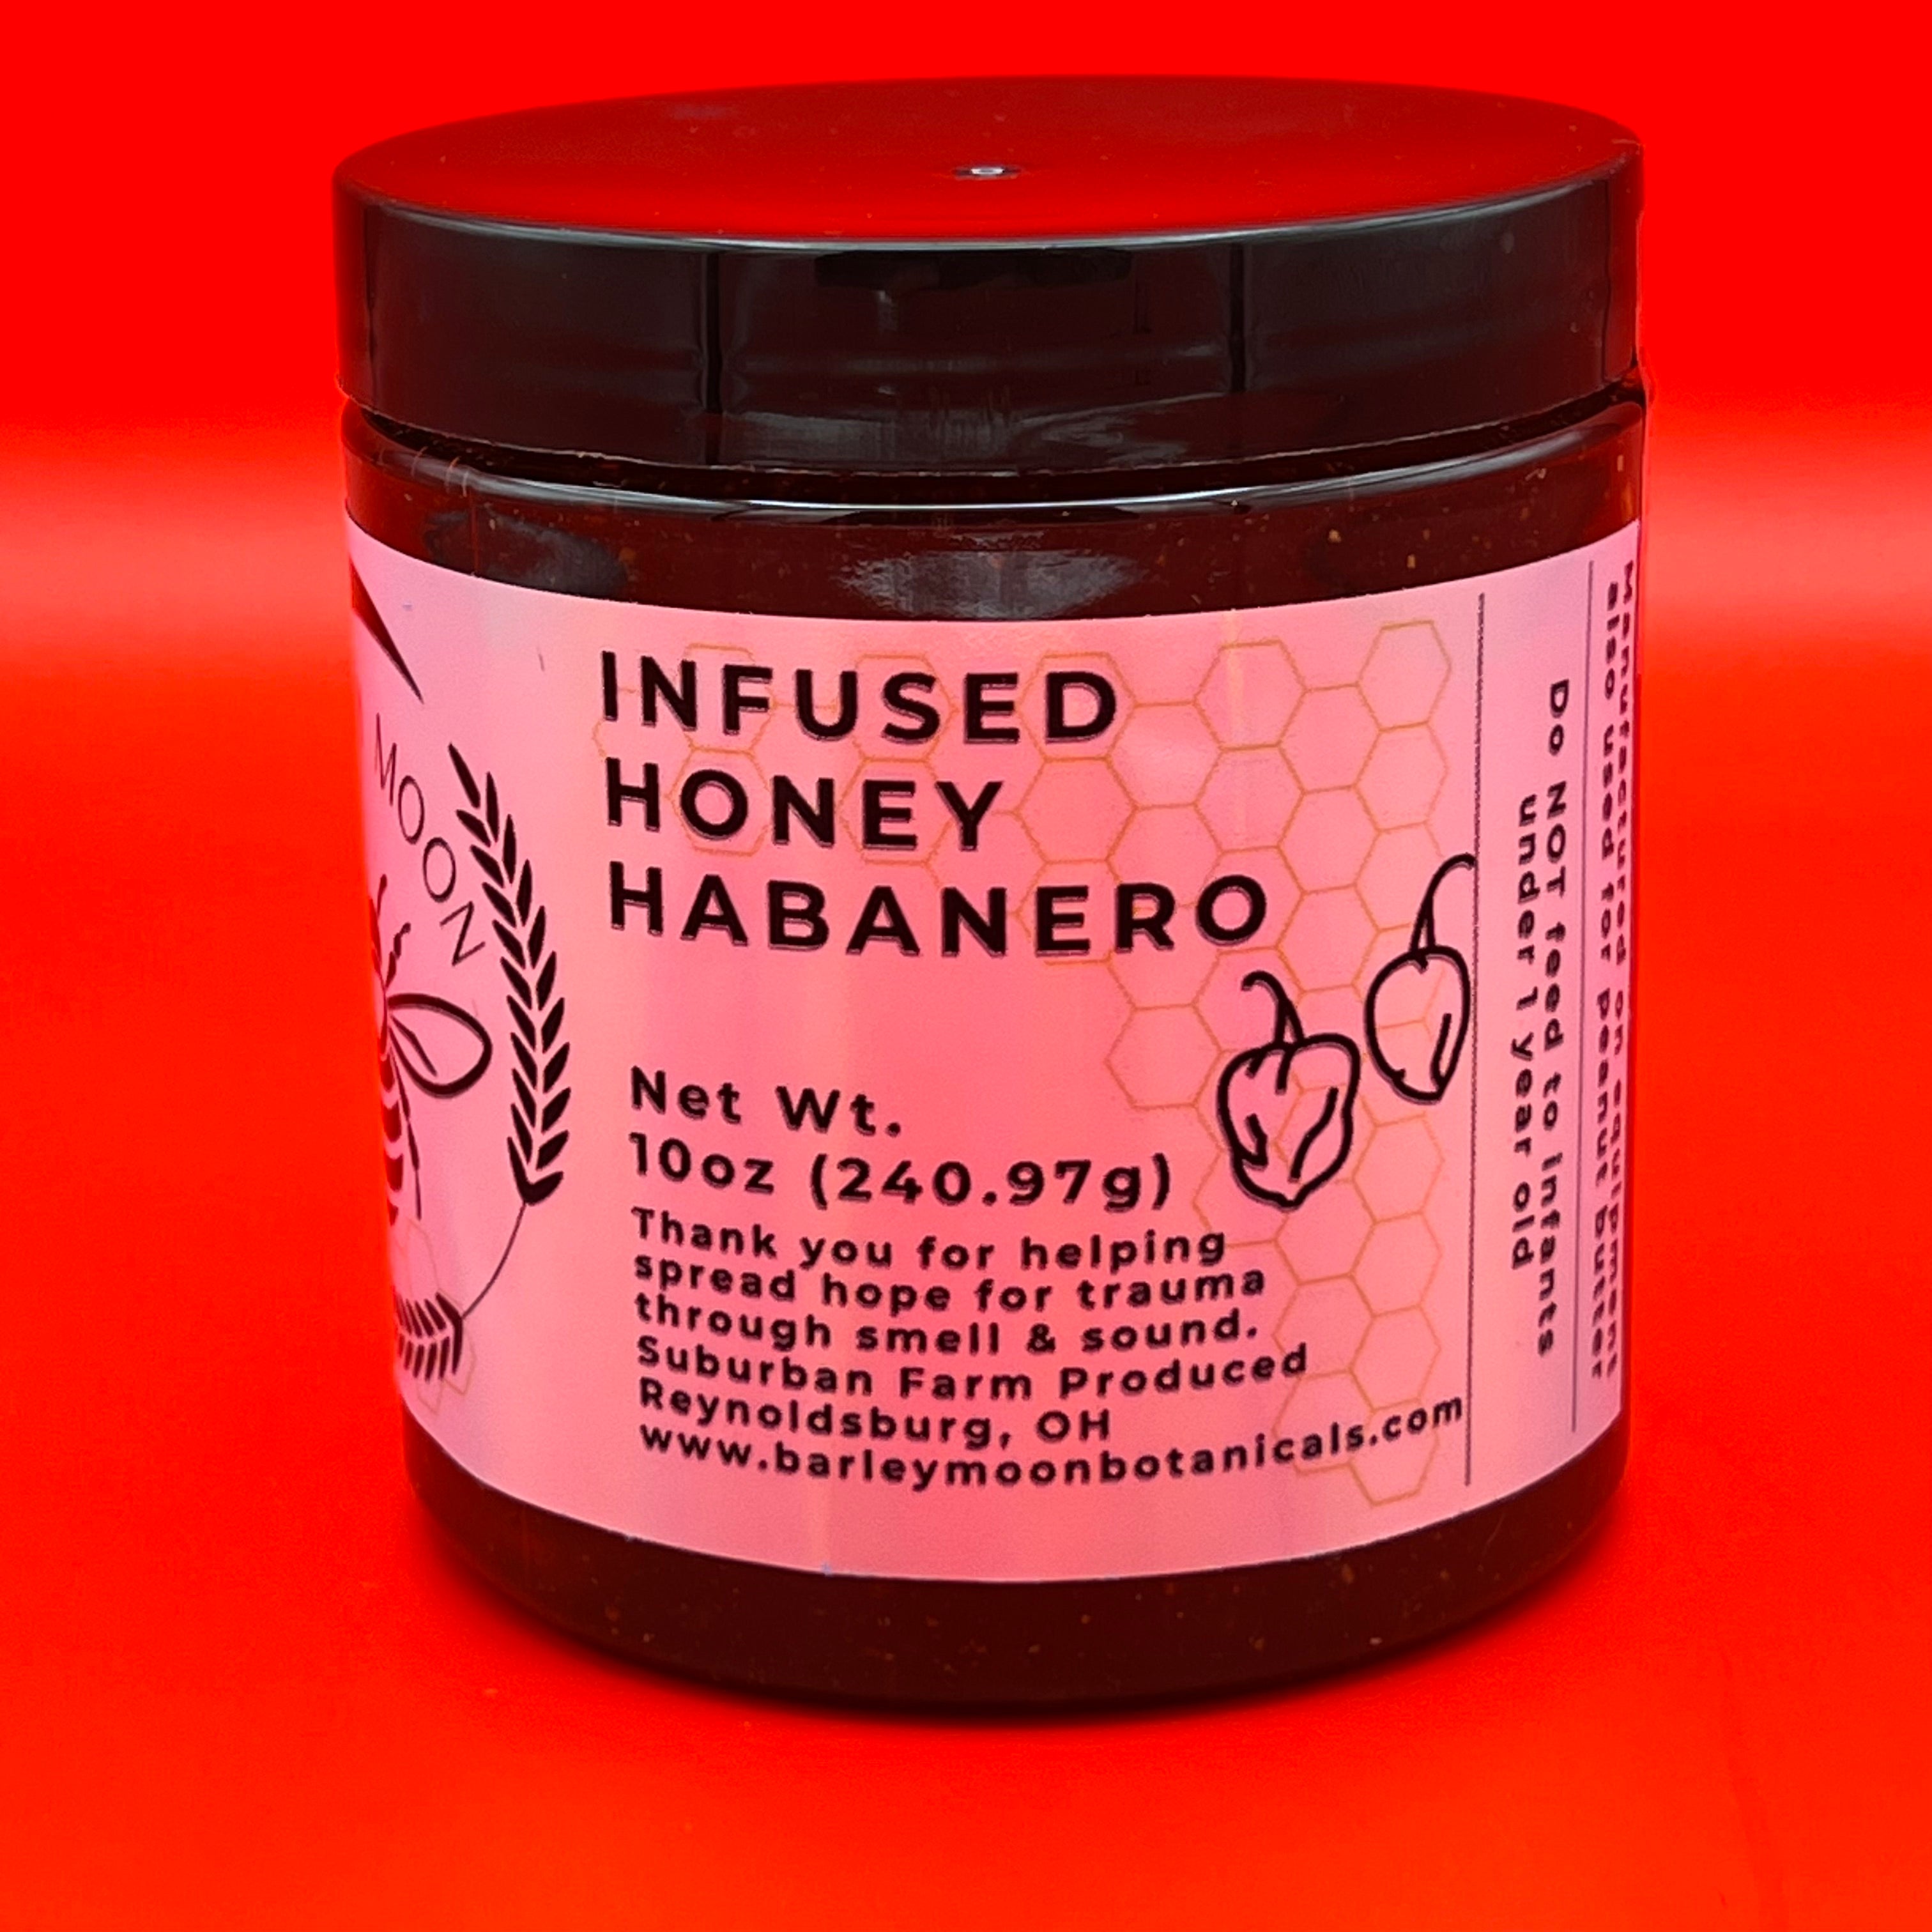 MOON
INFUSED
HONEY
HABANERO
Net Wt.
10oz (240.97g)
Thank you for helping
spread hope for trauma
through smell & sound.
Suburban Farm Produced
Reynoldsburg, OH
www.barleymoonbotanicals.com
Do NOT feed to infants
under 1 year old
Manufactured on equipment
also used for peanut butter